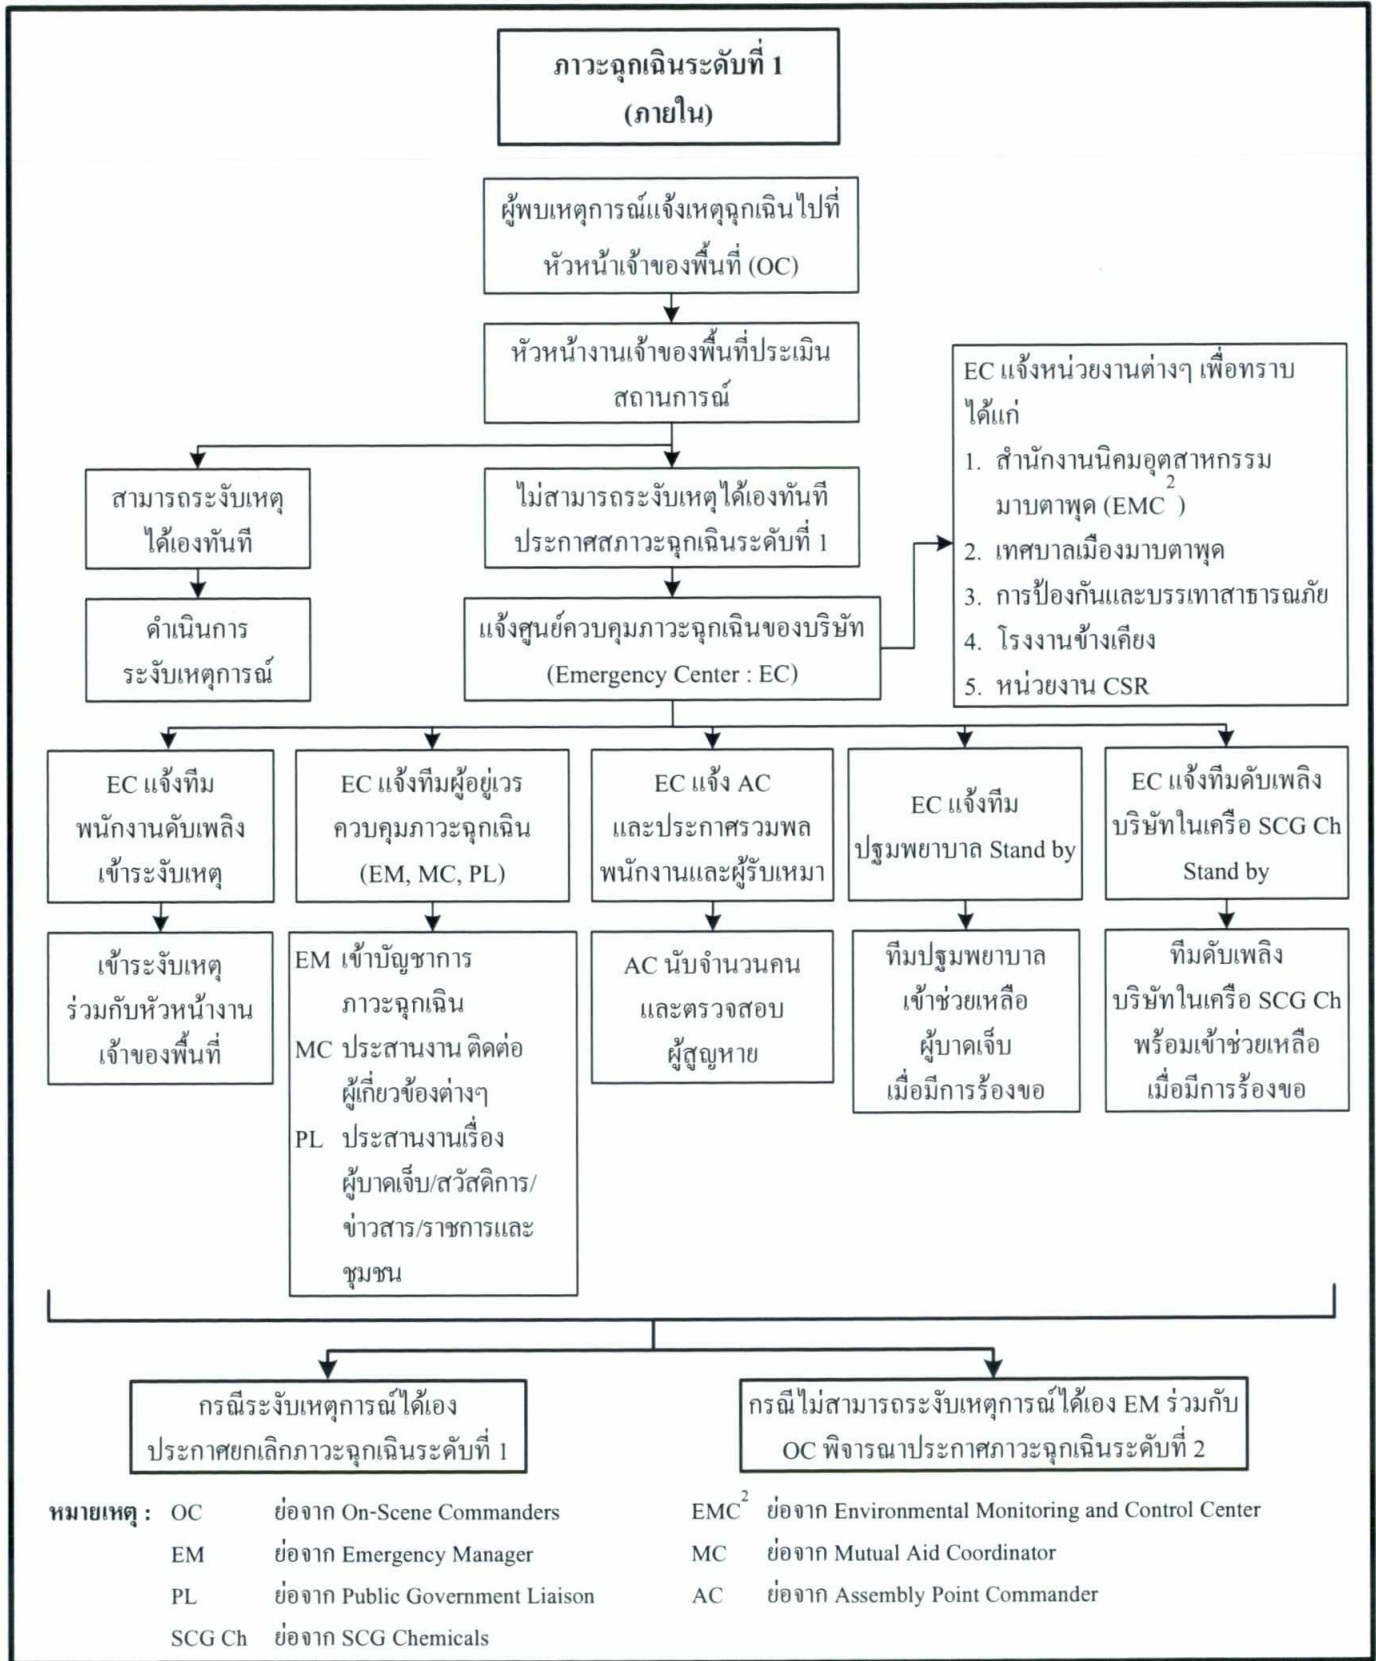 ภาวะฉุกเฉินระดับที่ 1
(ภายใน)
ผู้พบเหตุการณ์แจ้งเหตุฉุกเฉินไปที่
หัวหน้าเจ้าของพื้นที่ (OC)
หัวหน้างานเจ้าของพื้นที่ประเมิน
สถานการณ์
สามารถระงับเหตุ
ได้เองทันที
ดำเนินการ
ระงับเหตุการณ์
ไม่สามารถระงับเหตุได้เองทันที
ประกาศสภาวะฉุกเฉินระดับที่ 1
แจ้งศูนย์ควบคุมภาวะฉุกเฉินของบริษัท
(Emergency Center : EC)
EC แจ้งหน่วยงานต่างๆ เพื่อทราบ
ได้แก่
1. สำนักงานนิคมอุตสาหกรรม
มาบตาพุด (EMC²)
2. เทศบาลเมืองมาบตาพุด
3. การป้องกันและบรรเทาสาธารณภัย
4. โรงงานข้างเคียง
5. หน่วยงาน CSR
EC แจ้งทีม
พนักงานดับเพลิง
เข้าระงับเหตุ
เข้าระงับเหตุ
ร่วมกับหัวหน้างาน
เจ้าของพื้นที่
EC แจ้งทีมผู้อยู่เวร
ควบคุมภาวะฉุกเฉิน
(EM, MC, PL)
EM เข้าบัญชาการ
ภาวะฉุกเฉิน
MC ประสานงาน ติดต่อ
ผู้เกี่ยวข้องต่างๆ
PL ประสานงานเรื่อง
ผู้บาดเจ็บ/สวัสดิการ/
ข่าวสาร/ราชการและ
ชุมชน
EC แจ้ง AC
และประกาศรวมพล
พนักงานและผู้รับเหมา
AC นับจำนวนคน
และตรวจสอบ
ผู้สูญหาย
EC แจ้งทีม
ปฐมพยาบาล Stand by
ทีมปฐมพยาบาล
เข้าช่วยเหลือ
ผู้บาดเจ็บ
เมื่อมีการร้องขอ
EC แจ้งทีมดับเพลิง
บริษัทในเครือ SCG Ch
Stand by
ทีมดับเพลิง
บริษัทในเครือ SCG Ch
พร้อมเข้าช่วยเหลือ
เมื่อมีการร้องขอ
กรณีระงับเหตุการณ์ได้เอง
ประกาศยกเลิกภาวะฉุกเฉินระดับที่ 1
กรณีไม่สามารถระงับเหตุการณ์ได้เอง EM ร่วมกับ
OC พิจารณาประกาศภาวะฉุกเฉินระดับที่ 2
หมายเหตุ : OC ย่อจาก On-Scene Commanders
EM ย่อจาก Emergency Manager
PL ย่อจาก Public Government Liaison
SCG Ch ย่อจาก SCG Chemicals
EMC² ย่อจาก Environmental Monitoring and Control Center
MC ย่อจาก Mutual Aid Coordinator
AC ย่อจาก Assembly Point Commander